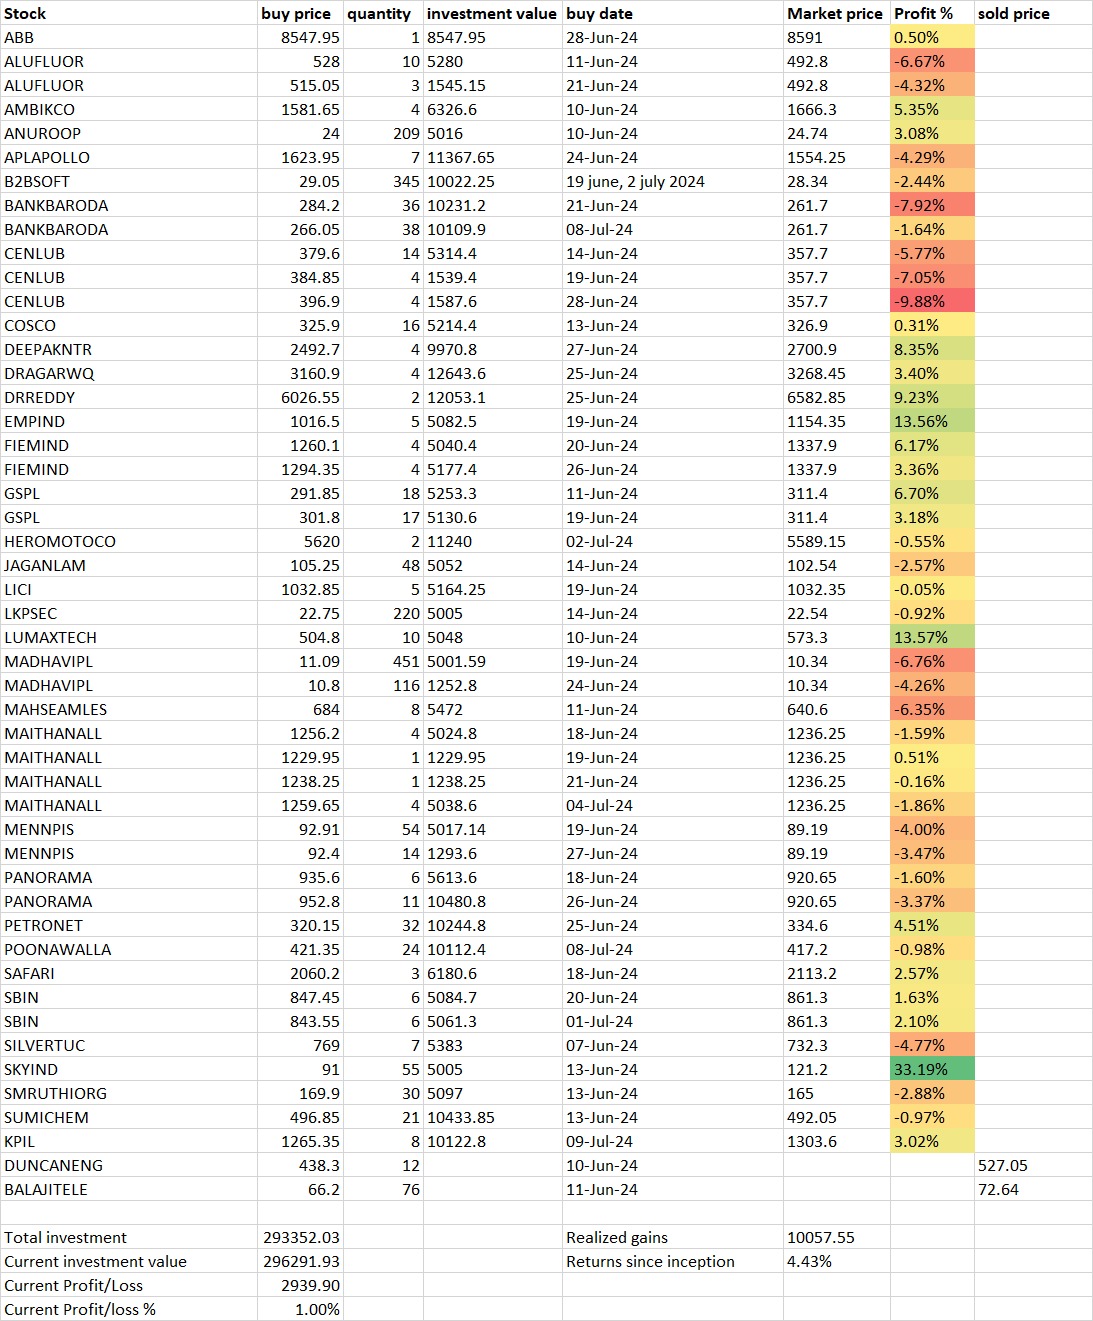 Stock buy price quantity investment value buy date Market price Profit % sold price
ABB 8547.95 1 8547.95 28-Jun-24 8591 0.50%
ALUFLUOR 528 10 5280 11-Jun-24 492.8 -6.67%
ALUFLUOR 515.05 3 1545.15 21-Jun-24 492.8 -4.32%
AMBIKCO 1581.65 4 6326.6 10-Jun-24 1666.3 5.35%
ANUROOP 24 209 5016 10-Jun-24 24.74 3.08%
APLAPOLLO 1623.95 7 11367.65 24-Jun-24 1554.25 -4.29%
B2BSOFT 29.05 345 10022.25 19 june, 2 july 2024 28.34 -2.44%
BANKBARODA 284.2 36 10231.2 21-Jun-24 261.7 -7.92%
BANKBARODA 266.05 38 10109.9 08-Jul-24 261.7 -1.64%
CENLUB 379.6 14 5314.4 14-Jun-24 357.7 -5.77%
CENLUB 384.85 4 1539.4 19-Jun-24 357.7 -7.05%
CENLUB 396.9 4 1587.6 28-Jun-24 357.7 -9.88%
COSCO 325.9 16 5214.4 13-Jun-24 326.9 0.31%
DEEPAKNTR 2492.7 4 9970.8 27-Jun-24 2700.9 8.35%
DRAGARWQ 3160.9 4 12643.6 25-Jun-24 3268.45 3.40%
DRREDDY 6026.55 2 12053.1 25-Jun-24 6582.85 9.23%
EMPIND 1016.5 5 5082.5 19-Jun-24 1154.35 13.56%
FIEMIND 1260.1 4 5040.4 20-Jun-24 1337.9 6.17%
FIEMIND 1294.35 4 5177.4 26-Jun-24 1337.9 3.36%
GSPL 291.85 18 5253.3 11-Jun-24 311.4 6.70%
GSPL 301.8 17 5130.6 19-Jun-24 311.4 3.18%
HEROMOTOCO 5620 2 11240 02-Jul-24 5589.15 -0.55%
JAGANLAM 105.25 48 5052 14-Jun-24 102.54 -2.57%
LICI 1032.85 5 5164.25 19-Jun-24 1032.35 -0.05%
LKPSEC 22.75 220 5005 14-Jun-24 22.54 -0.92%
LUMAXTECH 504.8 10 5048 10-Jun-24 573.3 13.57%
MADHAVIPL 11.09 451 5001.59 19-Jun-24 10.34 -6.76%
MADHAVIPL 10.8 116 1252.8 24-Jun-24 10.34 -4.26%
MAHSEAMLES 684 8 5472 11-Jun-24 640.6 -6.35%
MAITHANALL 1256.2 4 5024.8 18-Jun-24 1236.25 -1.59%
MAITHANALL 1229.95 1 1229.95 19-Jun-24 1236.25 0.51%
MAITHANALL 1238.25 1 1238.25 21-Jun-24 1236.25 -0.16%
MAITHANALL 1259.65 4 5038.6 04-Jul-24 1236.25 -1.86%
MENNPIS 92.91 54 5017.14 19-Jun-24 89.19 -4.00%
MENNPIS 92.4 14 1293.6 27-Jun-24 89.19 -3.47%
PANORAMA 935.6 6 5613.6 18-Jun-24 920.65 -1.60%
PANORAMA 952.8 11 10480.8 26-Jun-24 920.65 -3.37%
PETRONET 320.15 32 10244.8 25-Jun-24 334.6 4.51%
POONAWALLA 421.35 24 10112.4 08-Jul-24 417.2 -0.98%
SAFARI 2060.2 3 6180.6 18-Jun-24 2113.2 2.57%
SBIN 847.45 6 5084.7 20-Jun-24 861.3 1.63%
SBIN 843.55 6 5061.3 01-Jul-24 861.3 2.10%
SILVERTUC 769 7 5383 07-Jun-24 732.3 -4.77%
SKYIND 91 55 5005 13-Jun-24 121.2 33.19%
SMRUTHIORG 169.9 30 5097 13-Jun-24 165 -2.88%
SUMICHEM 496.85 21 10433.85 13-Jun-24 492.05 -0.97%
KPIL 1265.35 8 10122.8 09-Jul-24 1303.6 3.02%
DUNCANENG 438.3 12 10-Jun-24 527.05
BALAJITELE 66.2 76 11-Jun-24 72.64
Total investment 293352.03 Realized gains 10057.55
Current investment value 296291.93 Returns since inception 4.43%
Current Profit/Loss 2939.90
Current Profit/loss % 1.00%